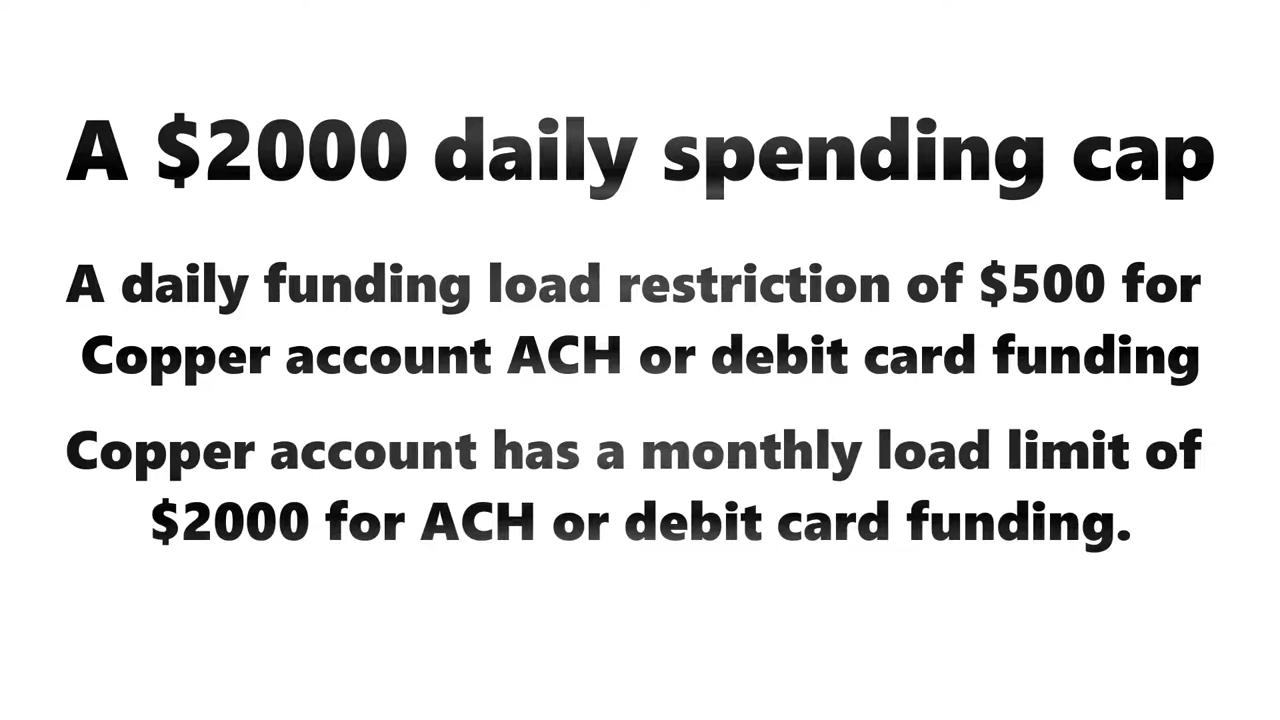 A $2000 daily spending cap
A daily funding load restriction of $500 for
Copper account ACH or debit card funding
Copper account has a monthly load limit of
$2000 for ACH or debit card funding.